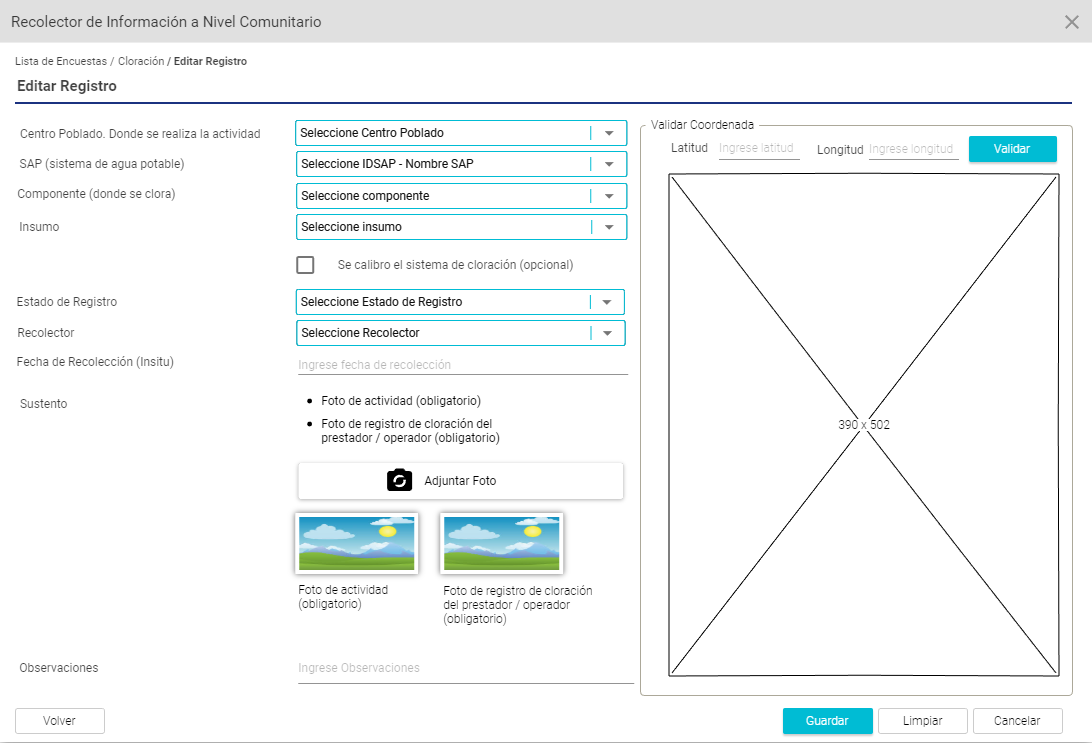 Recolector de Información a Nivel Comunitario
Lista de Encuestas / Cloración / Editar Registro
Editar Registro
Centro Poblado. Donde se realiza la actividad
Seleccione Centro Poblado
SAP (sistema de agua potable)
Seleccione IDSAP - Nombre SAP
Componente (donde se clora)
Seleccione componente
Insumo
Seleccione insumo
Se calibro el sistema de cloración (opcional)
Estado de Registro
Seleccione Estado de Registro
Recolector
Seleccione Recolector
Fecha de Recolección (Insitu)
Ingrese fecha de recolección
Sustento
Foto de actividad (obligatorio)
Foto de registro de cloración del
prestador / operador (obligatorio)
Adjuntar Foto
Foto de actividad
(obligatorio)
Foto de registro de cloración
del prestador / operador
(obligatorio)
Observaciones
Ingrese Observaciones
Validar Coordenada
Latitud
Ingrese latitud
Longitud
Ingrese longitud
Validar
390 x 502
Volver
Guardar
Limpiar
Cancelar